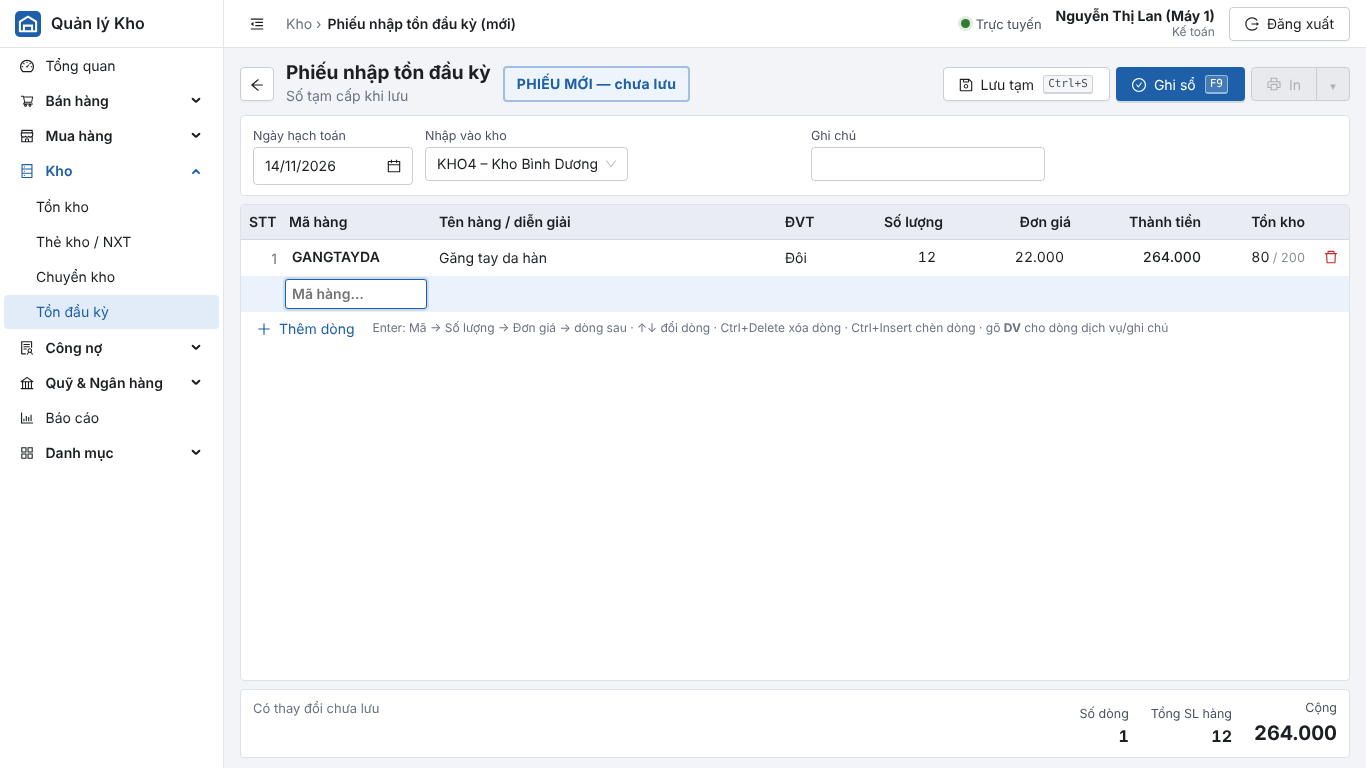 Quản lý Kho
Kho › Phiếu nhập tồn đầu kỳ (mới)
Trực tuyến
Nguyễn Thị Lan (Máy 1)
Kế toán
Đăng xuất
Tổng quan
Bán hàng
Mua hàng
Kho
Tồn kho
Thẻ kho / NXT
Chuyển kho
Tồn đầu kỳ
Công nợ
Quỹ & Ngân hàng
Báo cáo
Danh mục
Phiếu nhập tồn đầu kỳ
Số tạm cấp khi lưu
PHIẾU MỚI — chưa lưu
Lưu tạm Ctrl+S
Ghi sổ F9
In
Ngày hạch toán
14/11/2026
Nhập vào kho
KHO4 – Kho Bình Dương
Ghi chú
STT Mã hàng Tên hàng / diễn giải ĐVT Số lượng Đơn giá Thành tiền Tồn kho
1 GANGTAYDA Găng tay da hàn Đôi 12 22.000 264.000 80 / 200
Mã hàng...
+ Thêm dòng Enter: Mã → Số lượng → Đơn giá → dòng sau · ↑↓ đổi dòng · Ctrl+Delete xóa dòng · Ctrl+Insert chèn dòng · gõ DV cho dòng dịch vụ/ghi chú
Có thay đổi chưa lưu
Số dòng
1
Tổng SL hàng
12
Cộng
264.000